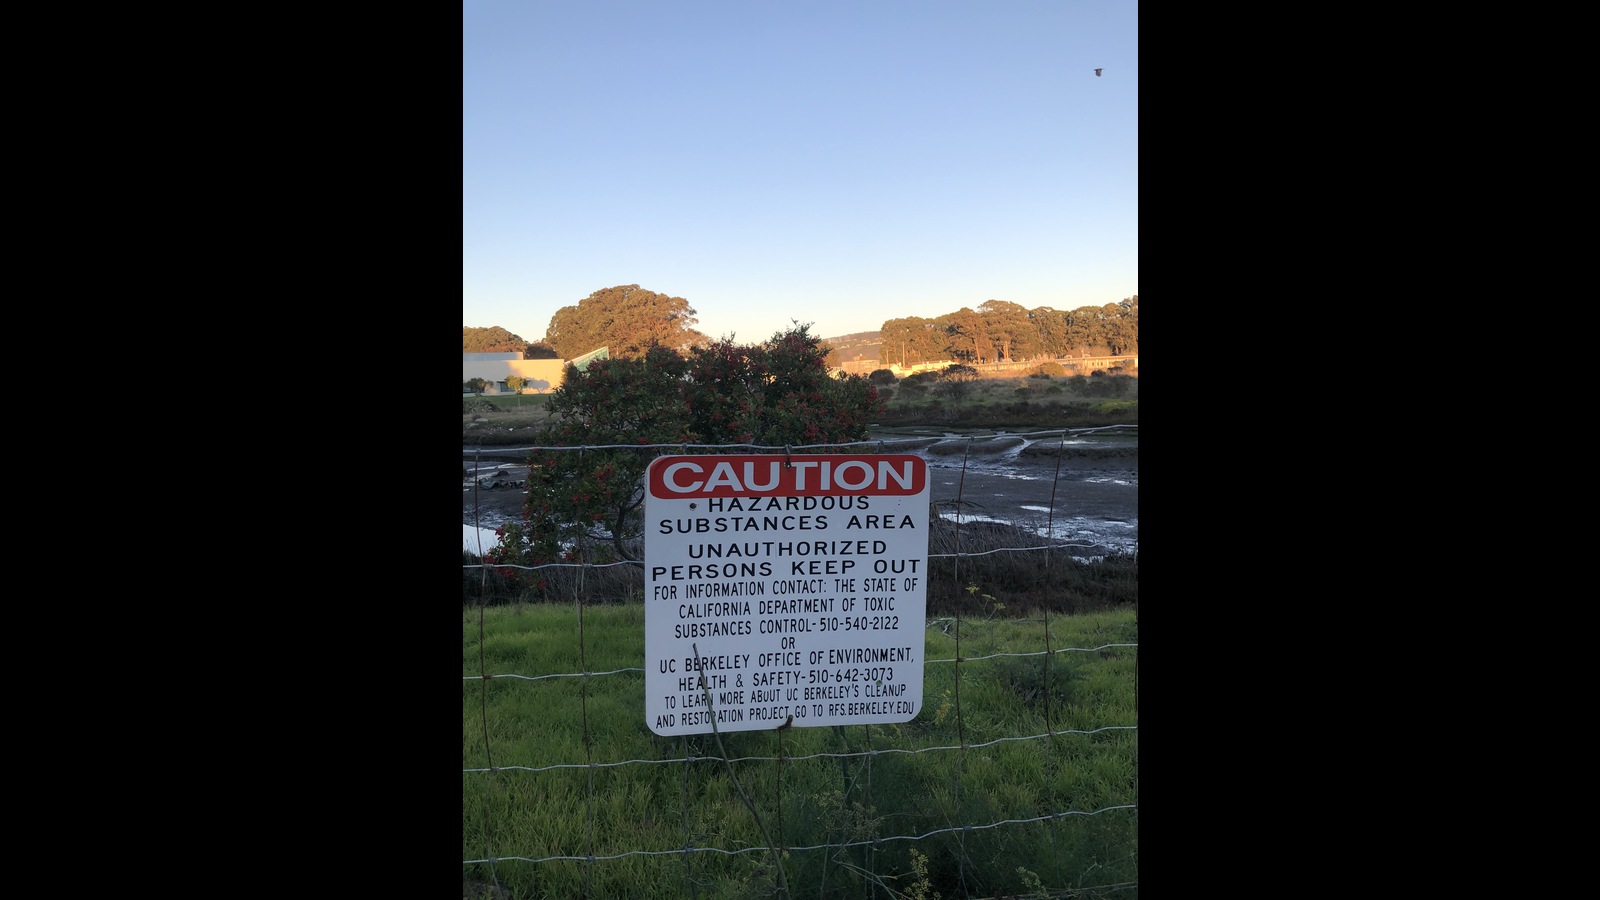 CAUTION
HAZARDOUS
SUBSTANCES AREA
UNAUTHORIZED
PERSONS KEEP OUT
FOR INFORMATION CONTACT: THE STATE OF
CALIFORNIA DEPARTMENT OF TOXIC
SUBSTANCES CONTROL-510-540-2122
OR
UC BERKELEY OFFICE OF ENVIRONMENT,
HEALTH & SAFETY-510-642-3073
TO LEARN MORE ABOUT UC BERKELEY'S CLEANUP
AND RESTORATION PROJECT GO TO RFS.BERKELEY.EDU